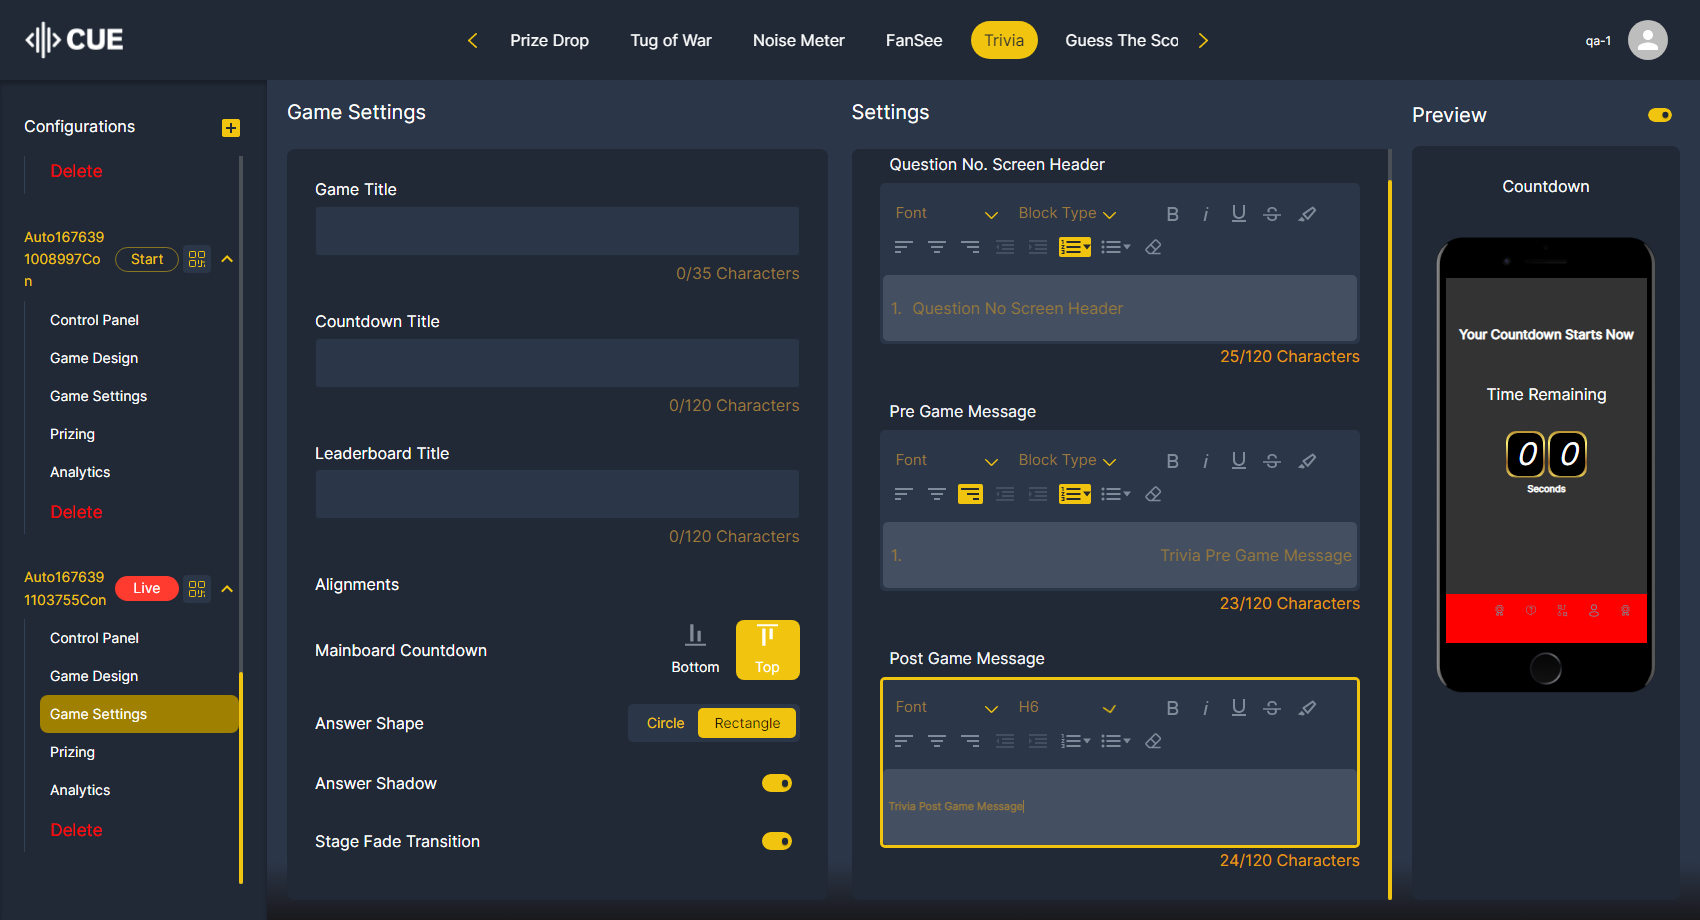 CUE
Prize Drop
Tug of War
Noise Meter
FanSee
Trivia
Guess The Sco
qa-1
Configurations
Delete
Auto167639
1008997Co
n
Start
Control Panel
Game Design
Game Settings
Prizing
Analytics
Delete
Auto167639
1103755Con
Live
Control Panel
Game Design
Game Settings
Prizing
Analytics
Delete
Game Settings
Game Title
0/35 Characters
Countdown Title
0/120 Characters
Leaderboard Title
0/120 Characters
Alignments
Mainboard Countdown
Bottom
Top
Answer Shape
Circle
Rectangle
Answer Shadow
Stage Fade Transition
Settings
Question No. Screen Header
Font
Block Type
B
i
U
S
1. Question No Screen Header
25/120 Characters
Pre Game Message
Font
Block Type
B
i
U
S
1. Trivia Pre Game Message
23/120 Characters
Post Game Message
Font
H6
B
i
U
S
Trivia Post Game Message
24/120 Characters
Preview
Countdown
Your Countdown Starts Now
Time Remaining
0 0
Seconds